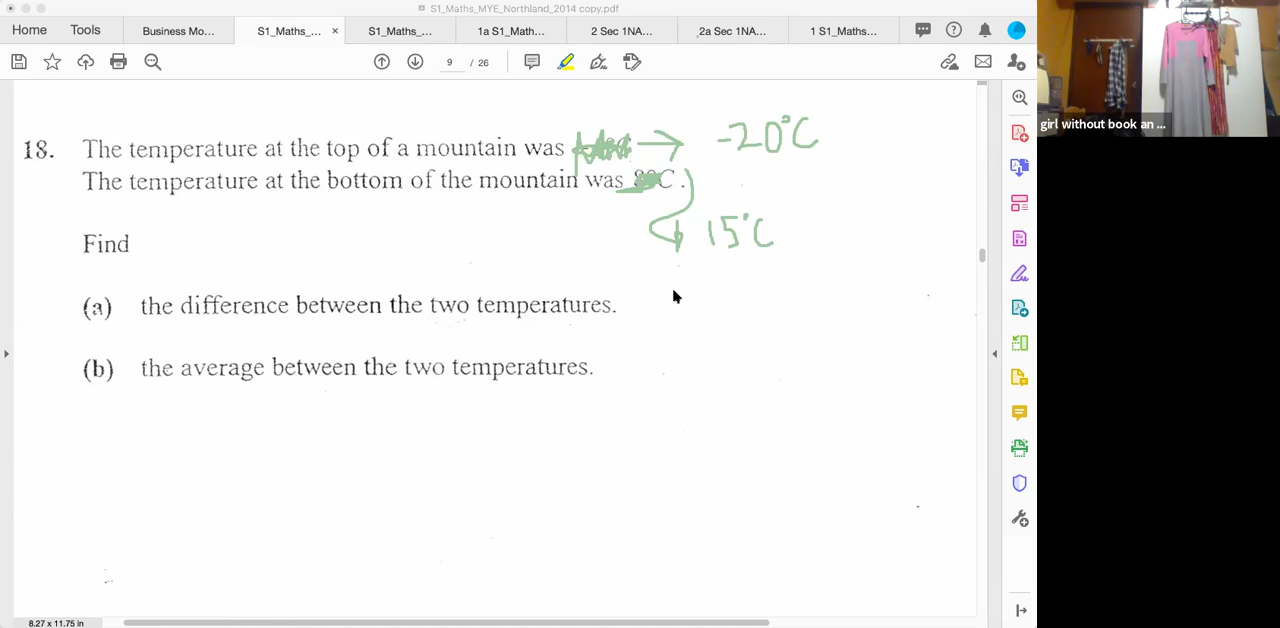 S1_Maths_MYE_Northland_2014 copy.pdf
Home Tools Business Mo... S1_Maths_... × S1_Maths_... 1a S1_Math... 2 Sec 1NA... 2a Sec 1NA... 1 S1_Maths...
9 / 26
girl without book an ...
18. The temperature at the top of a mountain was → -20°C
The temperature at the bottom of the mountain was C.
15°C
Find
(a) the difference between the two temperatures.
(b) the average between the two temperatures.
8.27 x 11.75 in